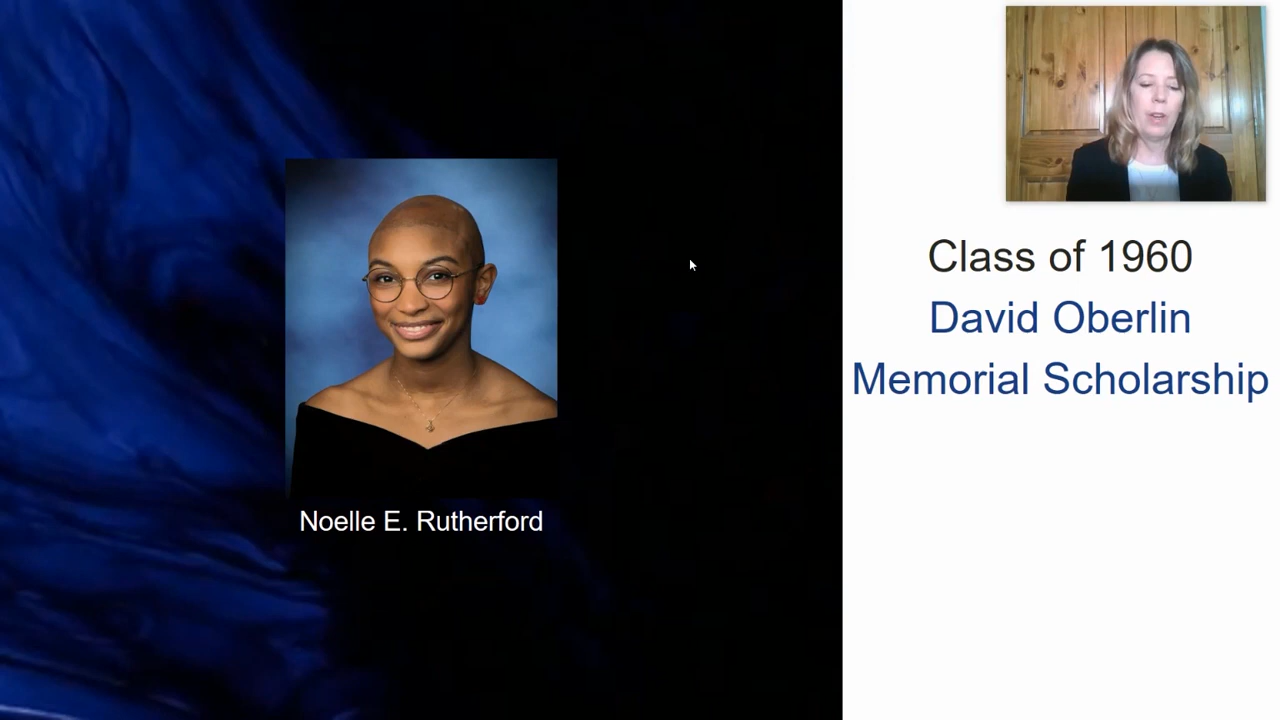 Noelle E. Rutherford
Class of 1960
David Oberlin
Memorial Scholarship